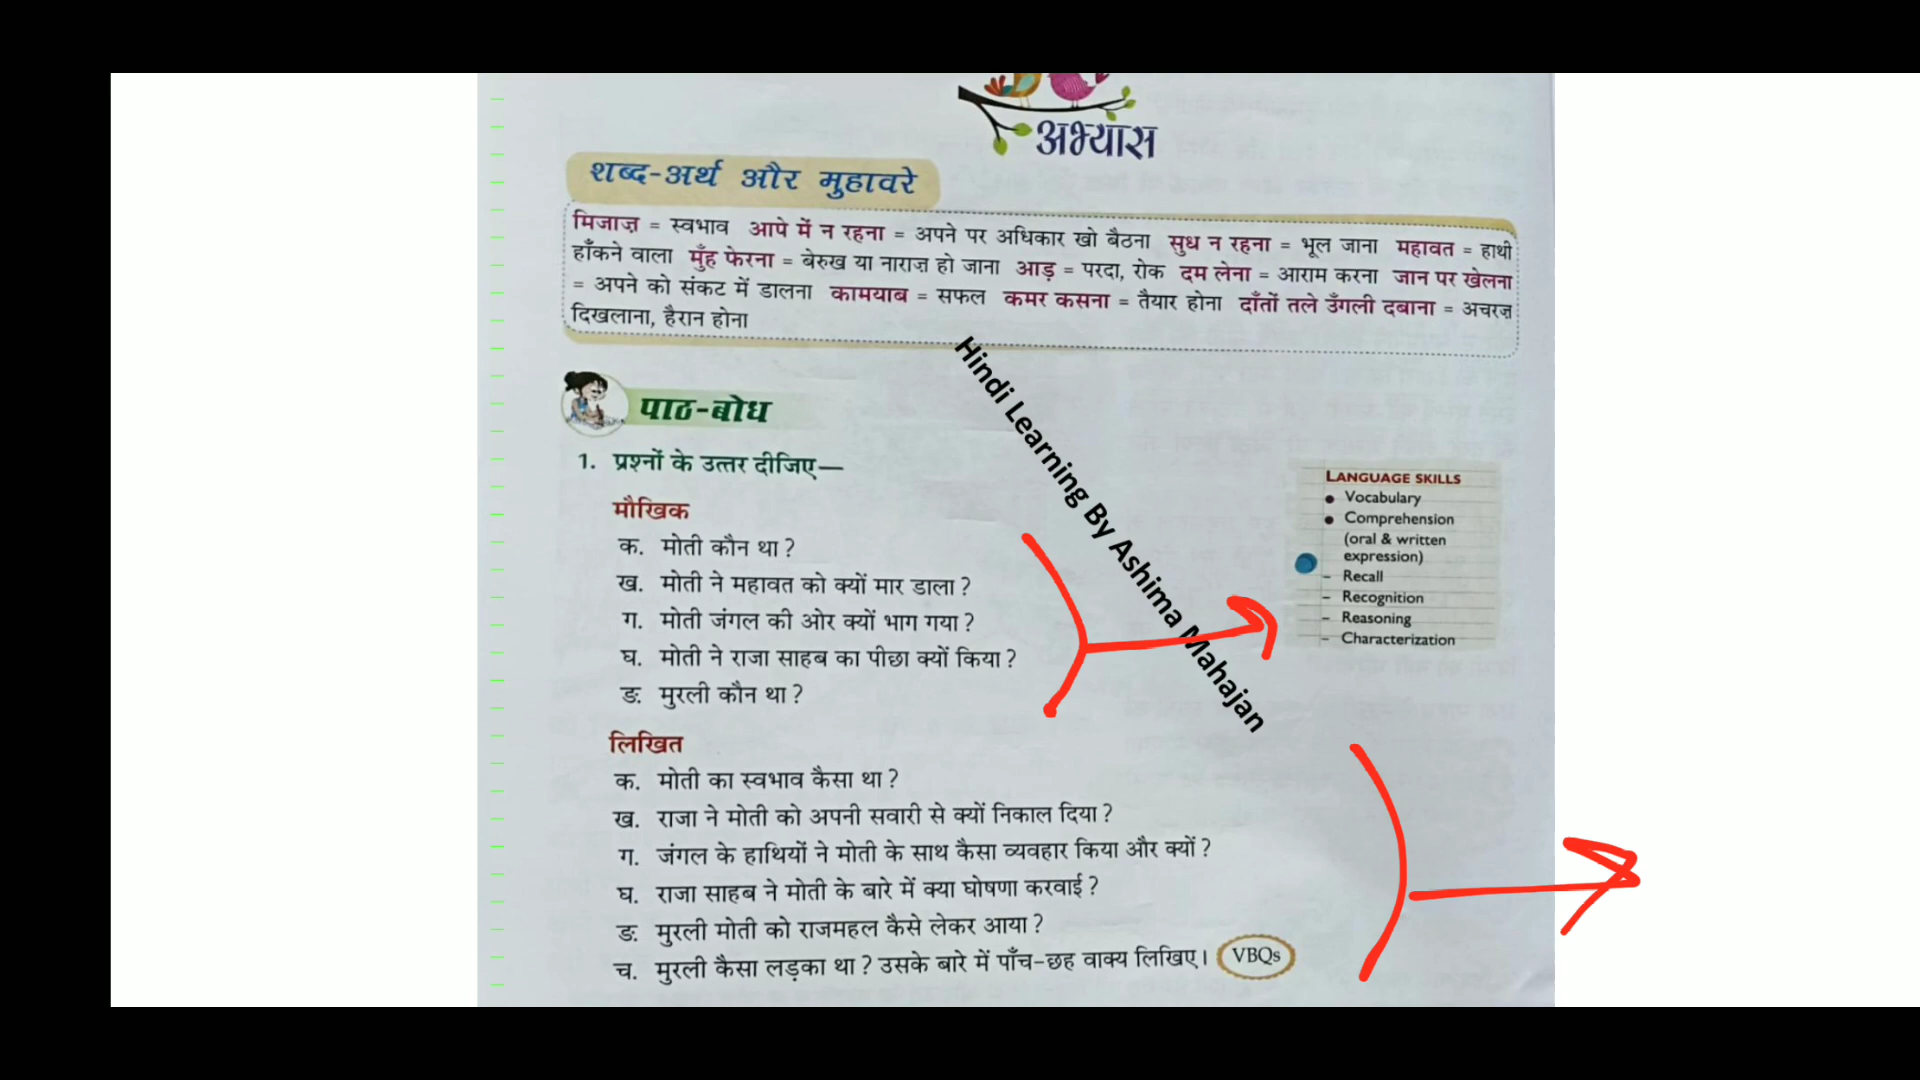 अभ्यास
शब्द-अर्थ और मुहावरे
मिजाज़ = स्वभाव आपे में न रहना = अपने पर अधिकार खो बैठना सुध न रहना = भूल जाना महावत = हाथी
हाँकने वाला मुँह फेरना = बेरुख या नाराज़ हो जाना आड़ = परदा, रोक दम लेना = आराम करना जान पर खेलना
= अपने को संकट में डालना कामयाब = सफल कमर कसना = तैयार होना दाँतों तले उँगली दबाना = अचरज़
दिखलाना, हैरान होना
पाठ-बोध
1. प्रश्नों के उत्तर दीजिए—
मौखिक
क. मोती कौन था?
ख. मोती ने महावत को क्यों मार डाला?
ग. मोती जंगल की ओर क्यों भाग गया?
घ. मोती ने राजा साहब का पीछा क्यों किया?
ङ. मुरली कौन था?
LANGUAGE SKILLS
• Vocabulary
• Comprehension
(oral & written
expression)
– Recall
– Recognition
– Reasoning
– Characterization
लिखित
क. मोती का स्वभाव कैसा था?
ख. राजा ने मोती को अपनी सवारी से क्यों निकाल दिया?
ग. जंगल के हाथियों ने मोती के साथ कैसा व्यवहार किया और क्यों?
घ. राजा साहब ने मोती के बारे में क्या घोषणा करवाई?
ङ. मुरली मोती को राजमहल कैसे लेकर आया?
च. मुरली कैसा लड़का था? उसके बारे में पाँच-छह वाक्य लिखिए। VBQs
Hindi Learning By Ashima Mahajan